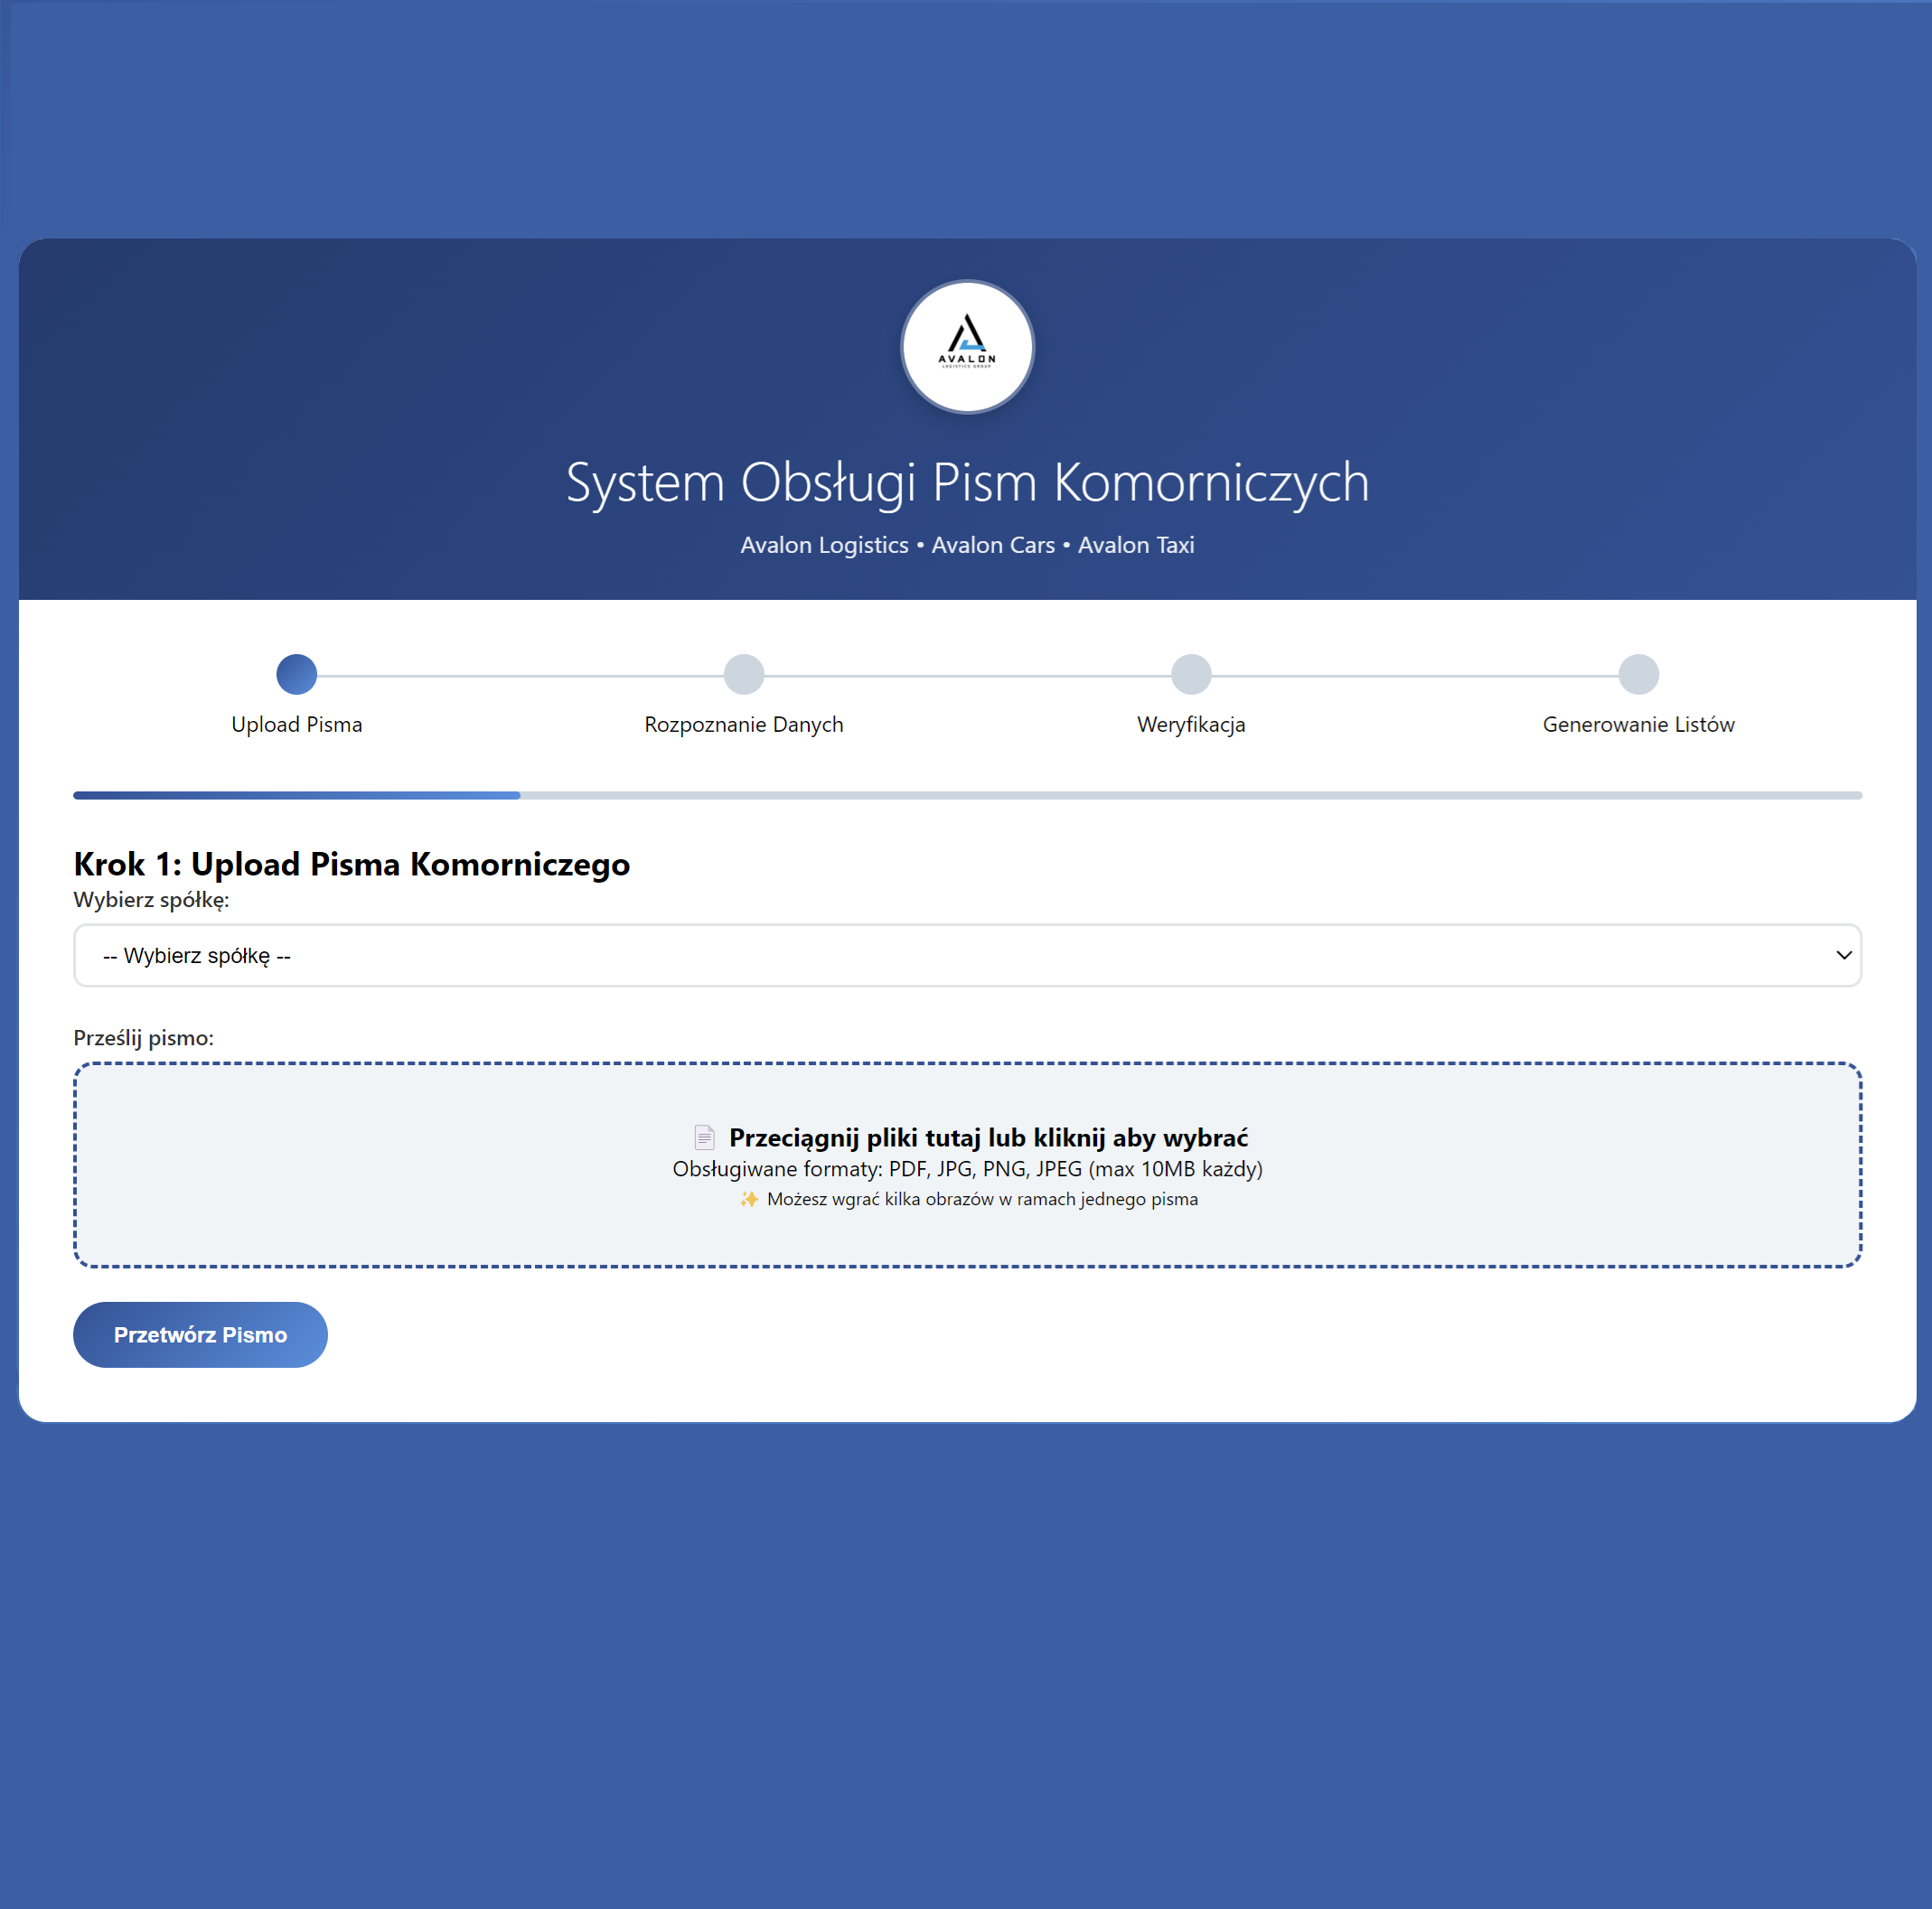 AVALON
LOGISTICS GROUP
System Obsługi Pism Komorniczych
Avalon Logistics • Avalon Cars • Avalon Taxi
Upload Pisma
Rozpoznanie Danych
Weryfikacja
Generowanie Listów
Krok 1: Upload Pisma Komorniczego
Wybierz spółkę:
-- Wybierz spółkę --
Prześlij pismo:
Przeciągnij pliki tutaj lub kliknij aby wybrać
Obsługiwane formaty: PDF, JPG, PNG, JPEG (max 10MB każdy)
✨ Możesz wgrać kilka obrazów w ramach jednego pisma
Przetwórz Pismo